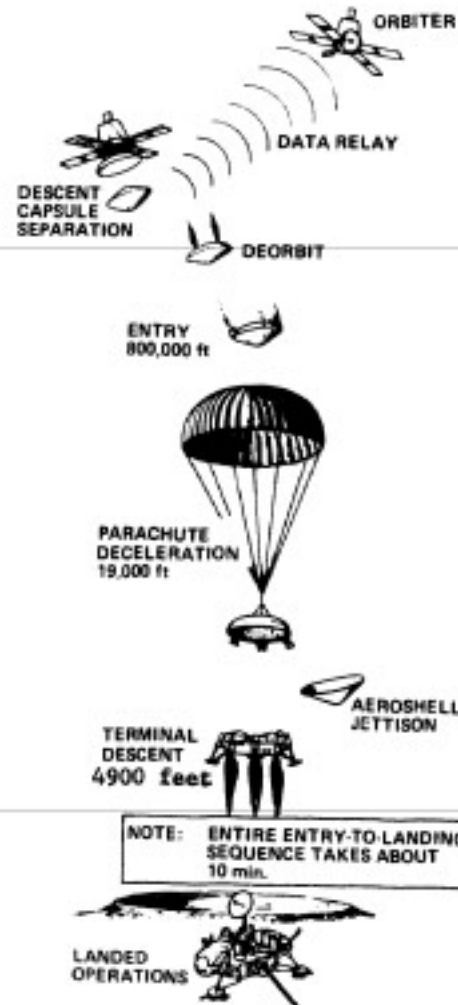 ORBITER
DATA RELAY
DESCENT
CAPSULE
SEPARATION
DEORBIT
ENTRY
800,000 ft
PARACHUTE
DECELERATION
19,000 ft
AEROSHELL
JETTISON
TERMINAL
DESCENT
4900 feet
NOTE: ENTIRE ENTRY-TO-LANDING
SEQUENCE TAKES ABOUT
10 min.
LANDED
OPERATIONS